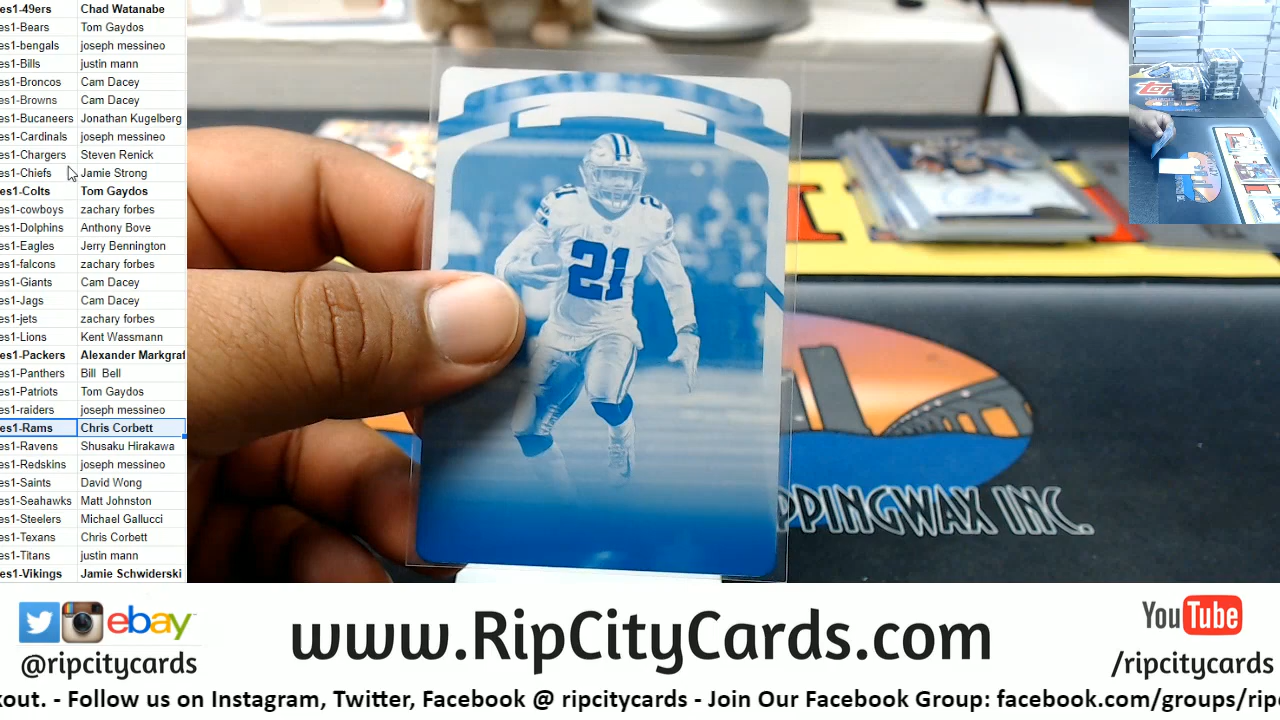 es1-49ers Chad Watanabe
es1-Bears Tom Gaydos
es1-bengals joseph messineo
es1-Bills justin mann
es1-Broncos Cam Dacey
es1-Browns Cam Dacey
es1-Bucaneers Jonathan Kugelberg
es1-Cardinals joseph messineo
es1-Chargers Steven Renick
es1-Chiefs Jamie Strong
es1-Colts Tom Gaydos
es1-cowboys zachary forbes
es1-Dolphins Anthony Bove
es1-Eagles Jerry Bennington
es1-falcons zachary forbes
es1-Giants Cam Dacey
es1-Jags Cam Dacey
es1-jets zachary forbes
es1-Lions Kent Wassmann
es1-Packers Alexander Markgraf
es1-Panthers Bill Bell
es1-Patriots Tom Gaydos
es1-raiders joseph messineo
es1-Rams Chris Corbett
es1-Ravens Shusaku Hirakawa
es1-Redskins joseph messineo
es1-Saints David Wong
es1-Seahawks Matt Johnston
es1-Steelers Michael Gallucci
es1-Texans Chris Corbett
es1-Titans justin mann
es1-Vikings Jamie Schwiderski
21
21
PPINGWAX INC.
ebay
@ripcitycards
www.RipCityCards.com
YouTube
/ripcitycards
kout. - Follow us on Instagram, Twitter, Facebook @ ripcitycards - Join Our Facebook Group: facebook.com/groups/ripc